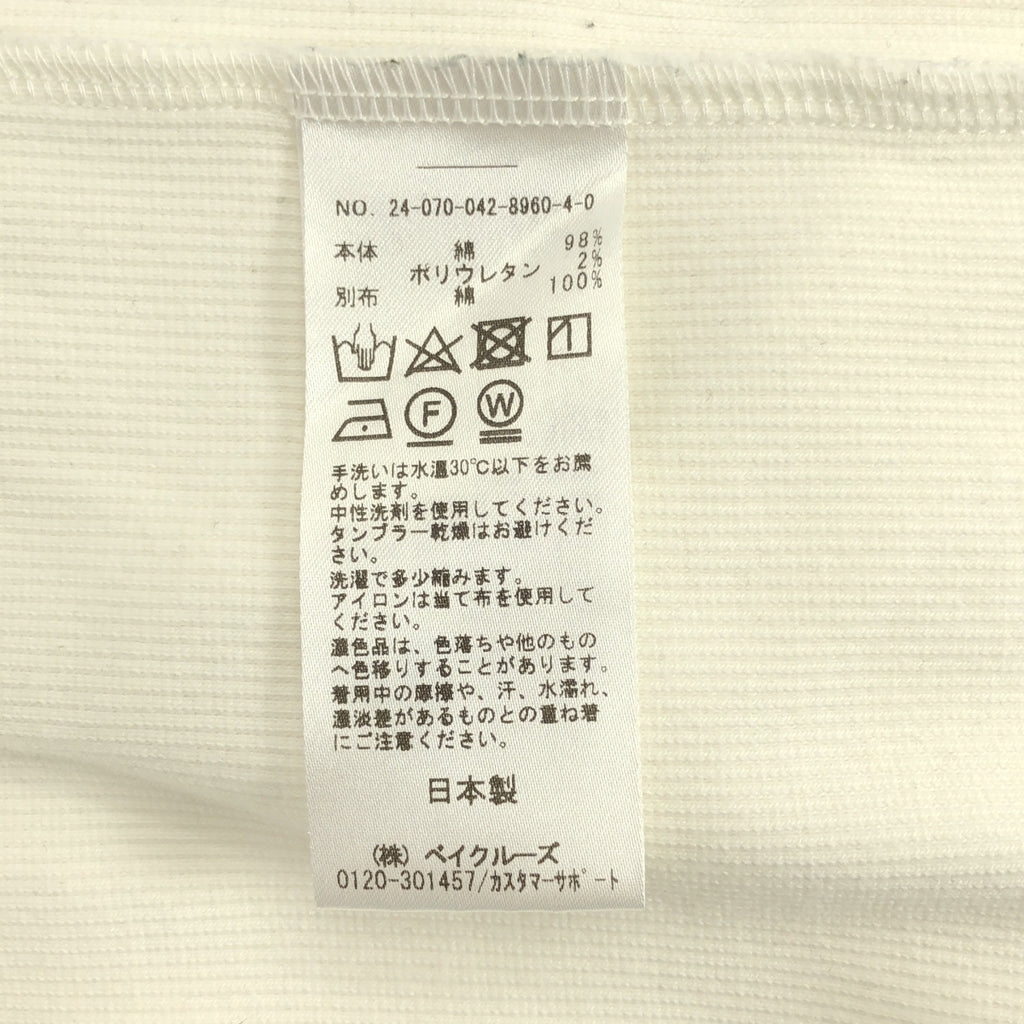 NO. 24-070-042-8960-4-0
本体 綿 98%
ポリウレタン 2%
別布 綿 100%
F W
手洗いは水温30℃以下をお薦
めします。
中性洗剤を使用してください。
タンブラー乾燥はお避けくだ
さい。
洗濯で多少縮みます。
アイロンは当て布を使用して
ください。
濃色品は、色落ちや他のもの
へ色移りすることがあります。
着用中の摩擦や、汗、水濡れ、
濃淡差があるものとの重ね着
にご注意ください。
日本製
(株) ベイクルーズ
0120-301457/カスタマーサポート